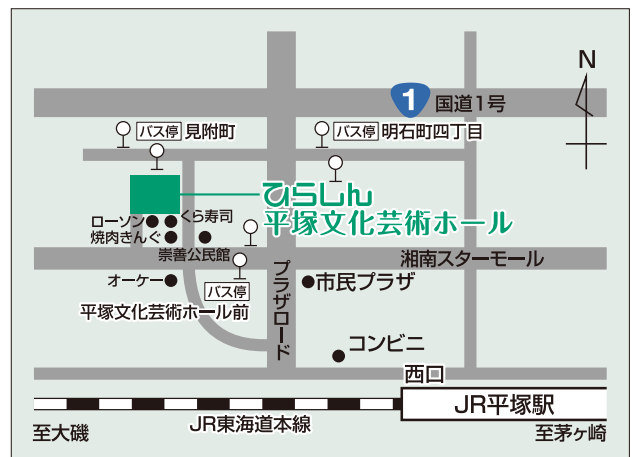 N
1
国道1号
バス停 見附町
バス停 明石町四丁目
ひらしん
平塚文化芸術ホール
ローソン
くら寿司
焼肉きんぐ
崇善公民館
湘南スターモール
オーケー
バス停
平塚文化芸術ホール前
プラザロード
市民プラザ
コンビニ
西口
JR平塚駅
JR東海道本線
至大磯
至茅ヶ崎